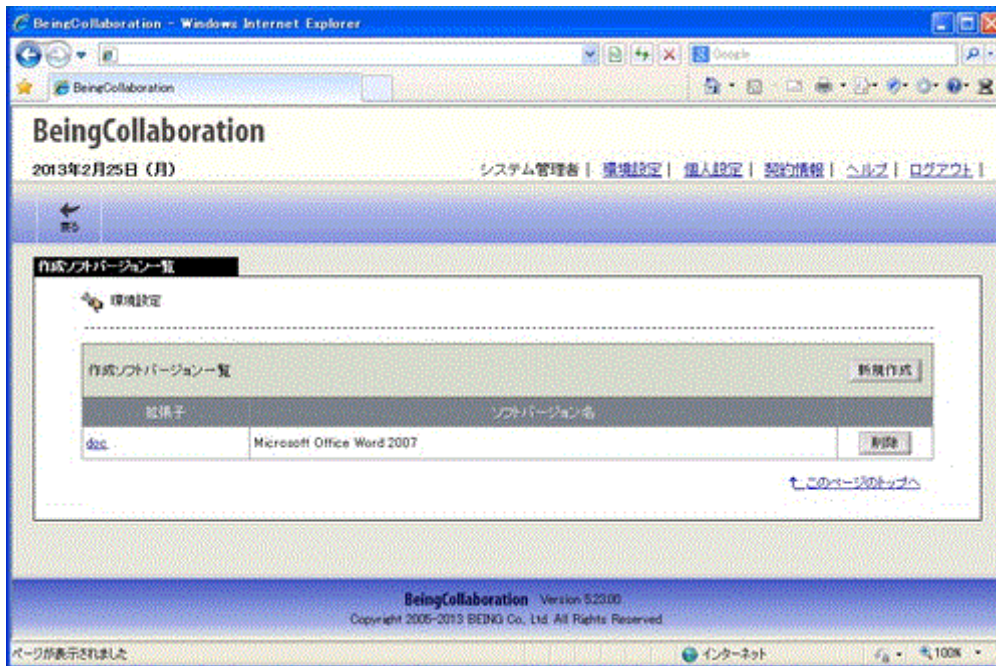 BeingCollaboration - Windows Internet Explorer
Google
BeingCollaboration
BeingCollaboration
2013年2月25日（月）
システム管理者 | 環境設定 | 個人設定 | 契約情報 | ヘルプ | ログアウト |
戻る
作成ソフトバージョン一覧
環境設定
作成ソフトバージョン一覧
新規作成
拡張子 ソフトバージョン名
doc Microsoft Office Word 2007 削除
このページのトップへ
BeingCollaboration Version 5.23.00
Copyright 2005-2013 BEING Co., Ltd. All Rights Reserved
ページが表示されました インターネット 100%